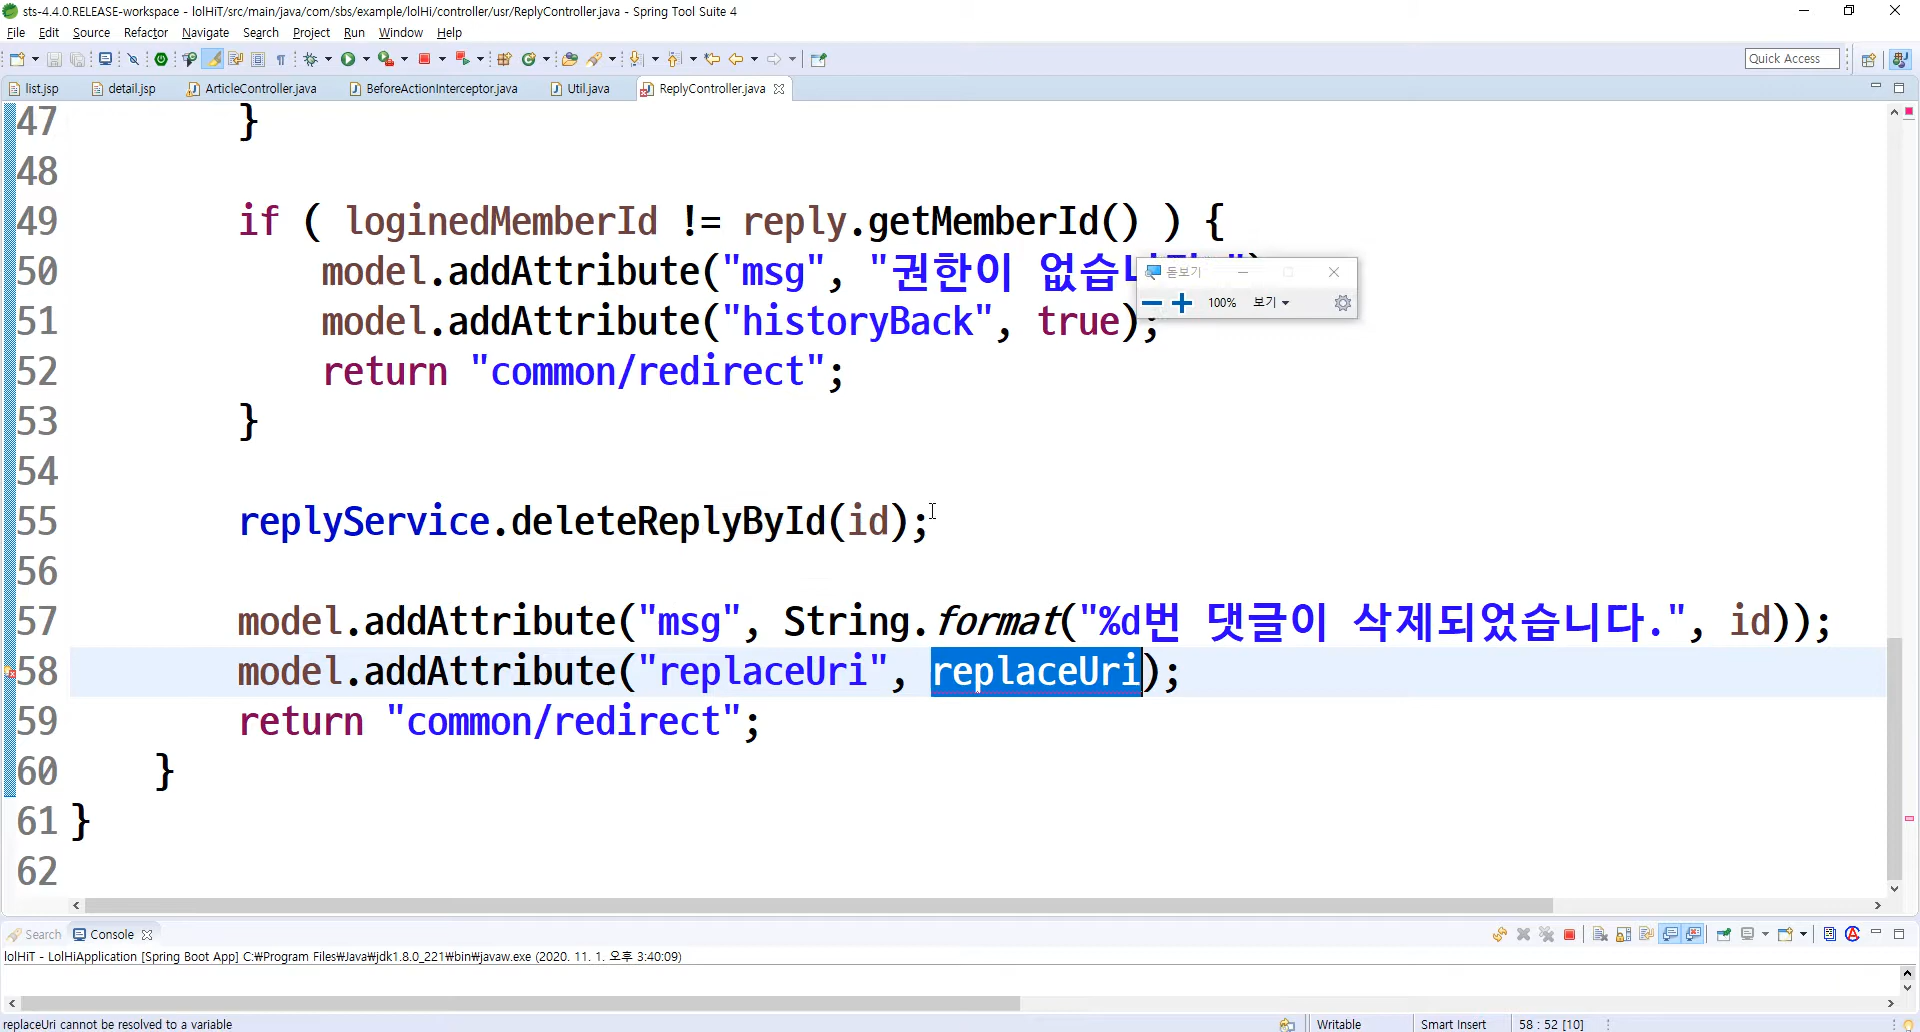 sts-4.4.0.RELEASE-workspace - lolHiT/src/main/java/com/sbs/example/lolHi/controller/usr/ReplyController.java - Spring Tool Suite 4
File Edit Source Refactor Navigate Search Project Run Window Help
Quick Access
list.jsp detail.jsp ArticleController.java BeforeActionInterceptor.java Util.java ReplyController.java
47 }
48
49 if ( loginedMemberId != reply.getMemberId() ) {
50 model.addAttribute("msg", "권한이 없습
돋보기
100% 보기
51 model.addAttribute("historyBack", true);
52 return "common/redirect";
53 }
54
55 replyService.deleteReplyById(id);
56
57 model.addAttribute("msg", String.format("%d번 댓글이 삭제되었습니다.", id));
58 model.addAttribute("replaceUri", replaceUri);
59 return "common/redirect";
60 }
61 }
62
Search Console
lolHiT - LolHiApplication [Spring Boot App] C:₩Program Files₩Java₩jdk1.8.0_221₩bin₩javaw.exe (2020. 11. 1. 오후 3:40:09)
replaceUri cannot be resolved to a variable Writable Smart Insert 58 : 52 [10]